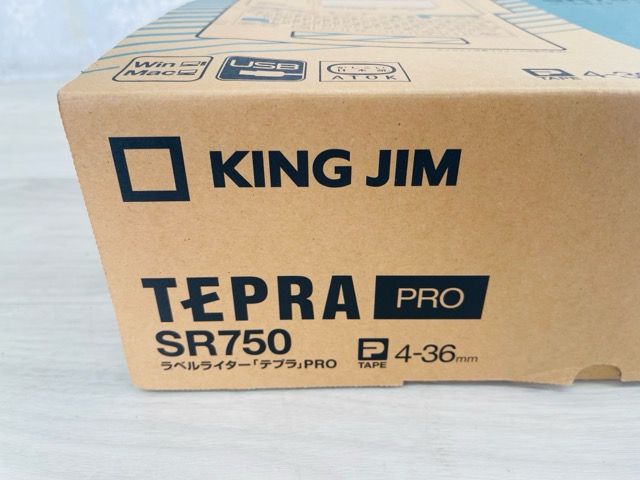 Win
Mac
USB
ATOK
TAPE 4-36
KING JIM
TEPRA PRO
SR750
ラベルライター「テプラ」PRO
TAPE 4-36mm